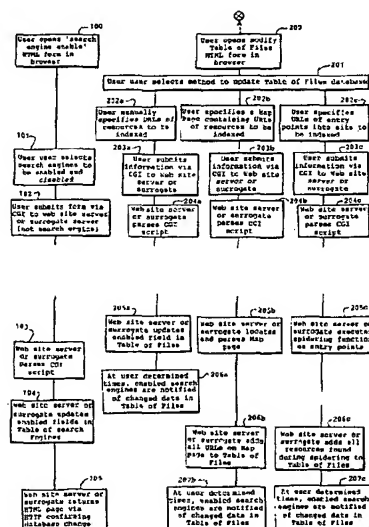 100
User opens 'search
engine enable'
HTML form in
browser
200
User opens modify
Table of Files
HTML form in
browser
201
User user selects method to update Table of Files database
202a
User manually
specifies URLs of
resources to be
indexed
202b
User specifies a Map
Page containing URLs
of resources to be
indexed
202c
User specifies
URLs of entry
points into site to
be indexed
101
User user selects
search engines to
be enabled and
disabled
203a
User submits
information via
CGI to Web site
server or
surrogate
203b
User submits
information via
CGI to Web site
server or
surrogate
203c
User submits
information via
CGI to Web site
server or
surrogate
102
User submits form via
CGI to web site server
or surrogate server
(not search engine)
204a
Web site server
or surrogate
parses CGI
script
204b
Web site server
or surrogate
parses CGI
script
204c
Web site server
or surrogate
parses CGI
script
103
Web site server
or surrogate
Parses CGI
script
205a
Web site server or
surrogate updates
enabled field in
Table of Files
205b
Web site server or
surrogate locates
and parses Map
page
205c
Web site server or
surrogate executes
spidering function
on entry points
206a
At user determined
times, enabled search
engines are notified
of changed data in
Table of Files
104
Web site server or
surrogate updates
enabled fields in
Table of search
Engines
206b
Web site server
or surrogate adds
all URLs on Map
page to Table of
Files
206c
Web site server or
surrogate adds all
resources found
during spidering to
Table of Files
105
Web site server or
surrogate returns
HTML page via
HTTP confirming
database change
207b
At user determined
times, enabled search
engines are notified
of changed data in
Table of Files
207c
At user determined
times, enabled search
engines are notified
of changed data in
Table of Files